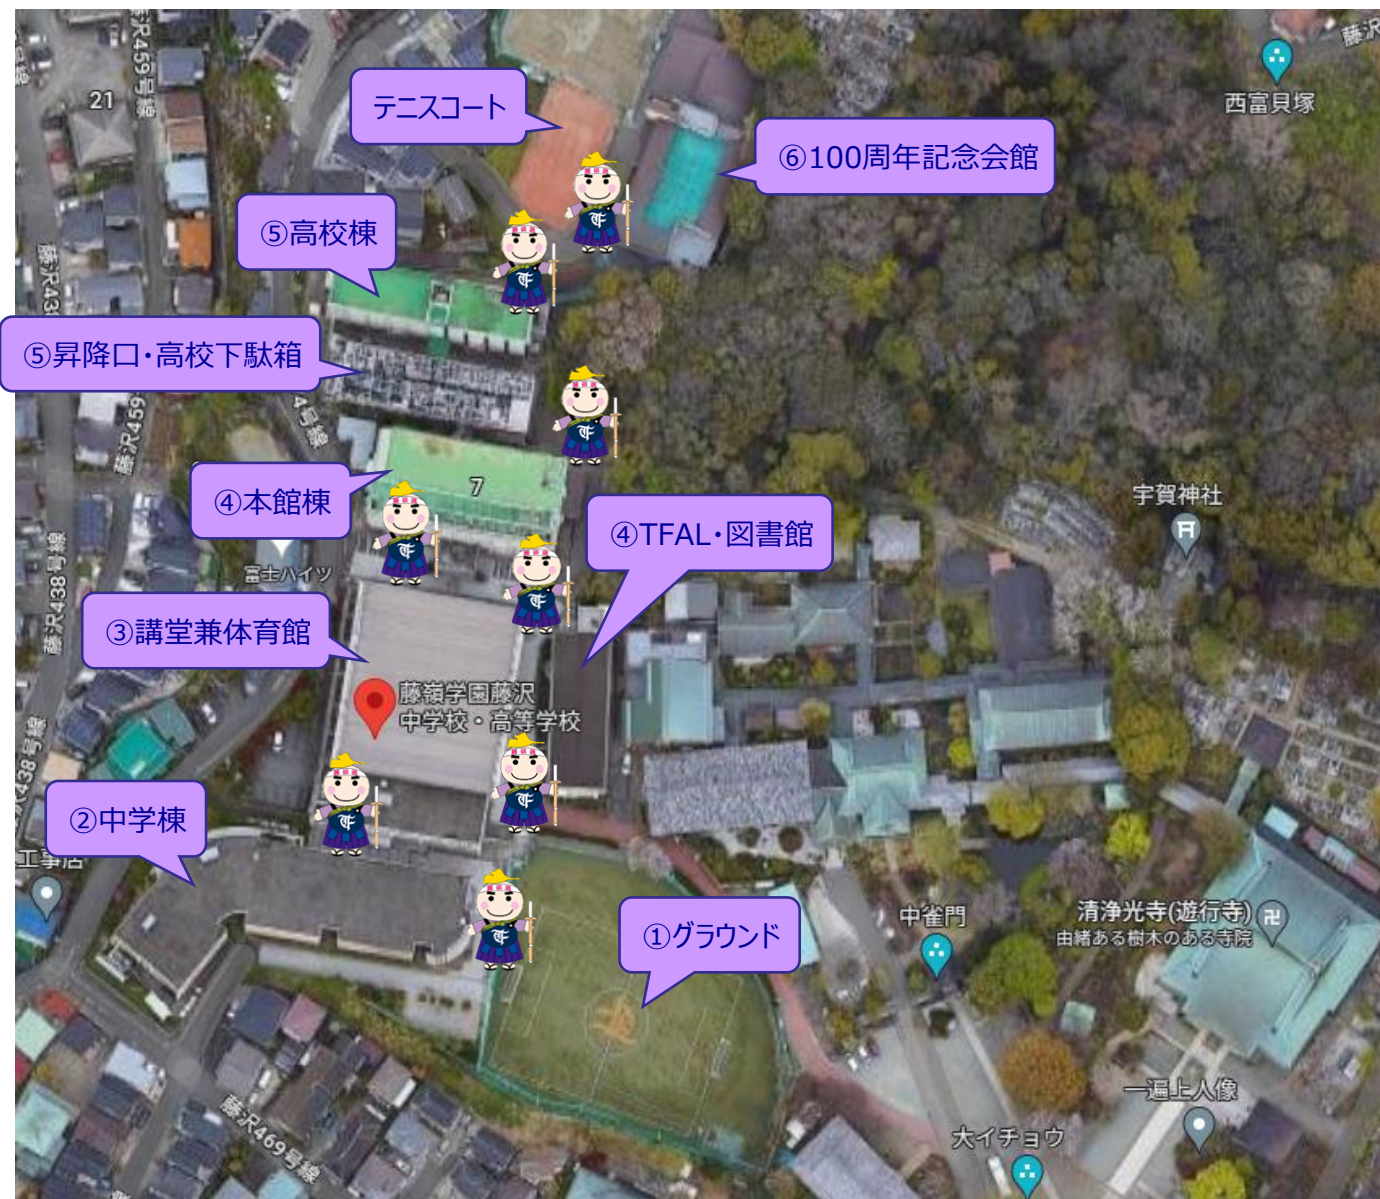 藤沢459号線
21
テニスコート
西富貝塚
⑥100周年記念会館
⑤高校棟
⑤昇降口・高校下駄箱
4号線
④本館棟
7
④TFAL・図書館
宇賀神社
富士ハイツ
藤沢438号線
③講堂兼体育館
藤嶺学園藤沢
中学校・高等学校
②中学棟
工事店
①グラウンド
中雀門
清浄光寺(遊行寺)
由緒ある樹木のある寺院
一遍上人像
大イチョウ
藤沢469号線